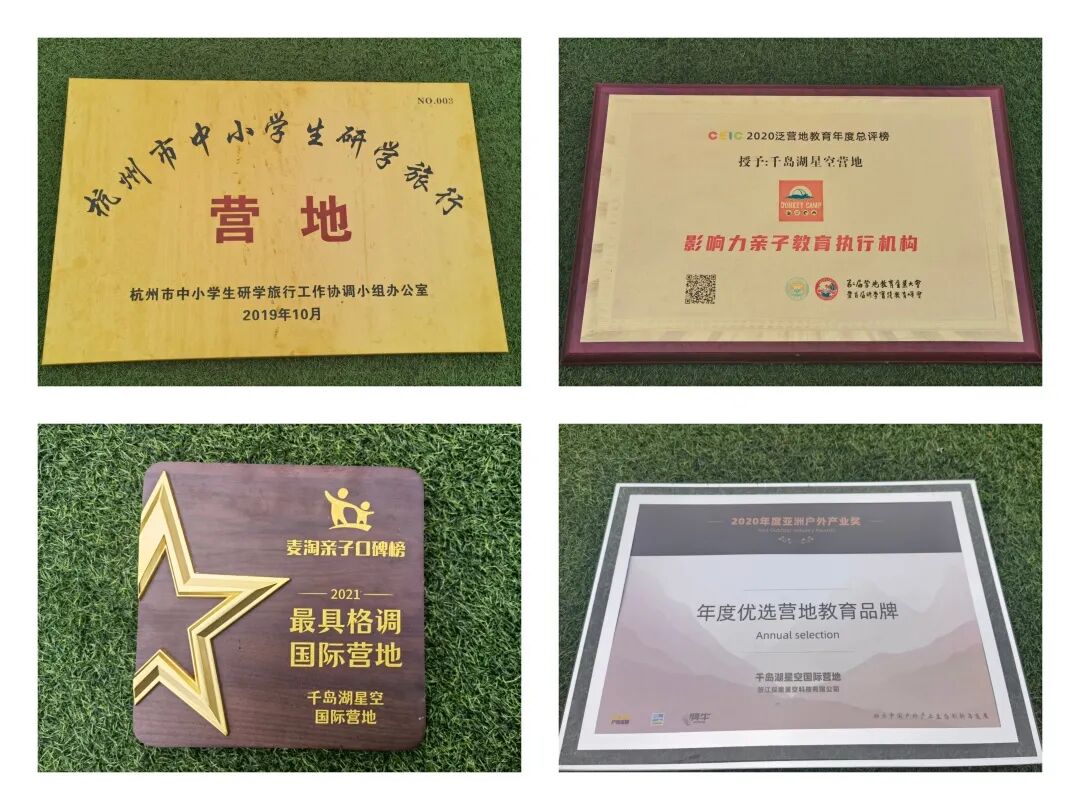 NO.003
杭州市中小学生研学旅行
营地
杭州市中小学生研学旅行工作协调小组办公室
2019年10月
CEIC 2020泛营地教育年度总评榜
授予:千岛湖星空营地
DONKEY CAMP
影响力亲子教育执行机构
麦淘亲子口碑榜
2021
最具格调
国际营地
千岛湖星空
国际营地
2020年度亚洲户外产业奖
年度优选营地教育品牌
Annual selection
千岛湖星空国际营地